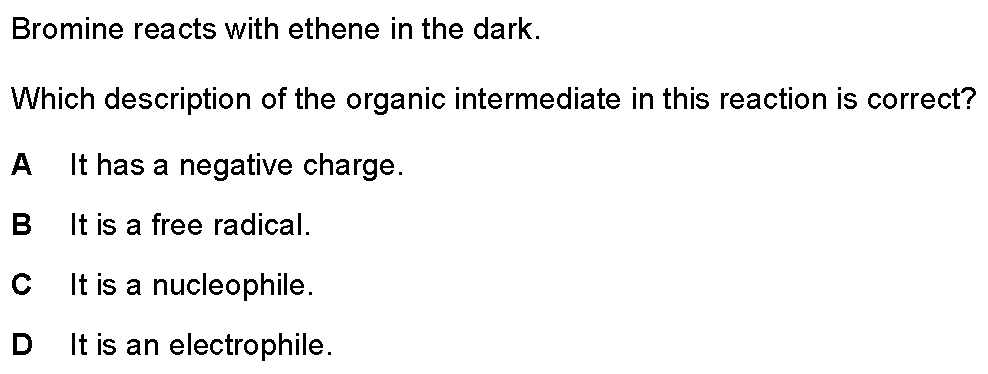 Bromine reacts with ethene in the dark.
Which description of the organic intermediate in this reaction is correct?
A It has a negative charge.
B It is a free radical.
C It is a nucleophile.
D It is an electrophile.